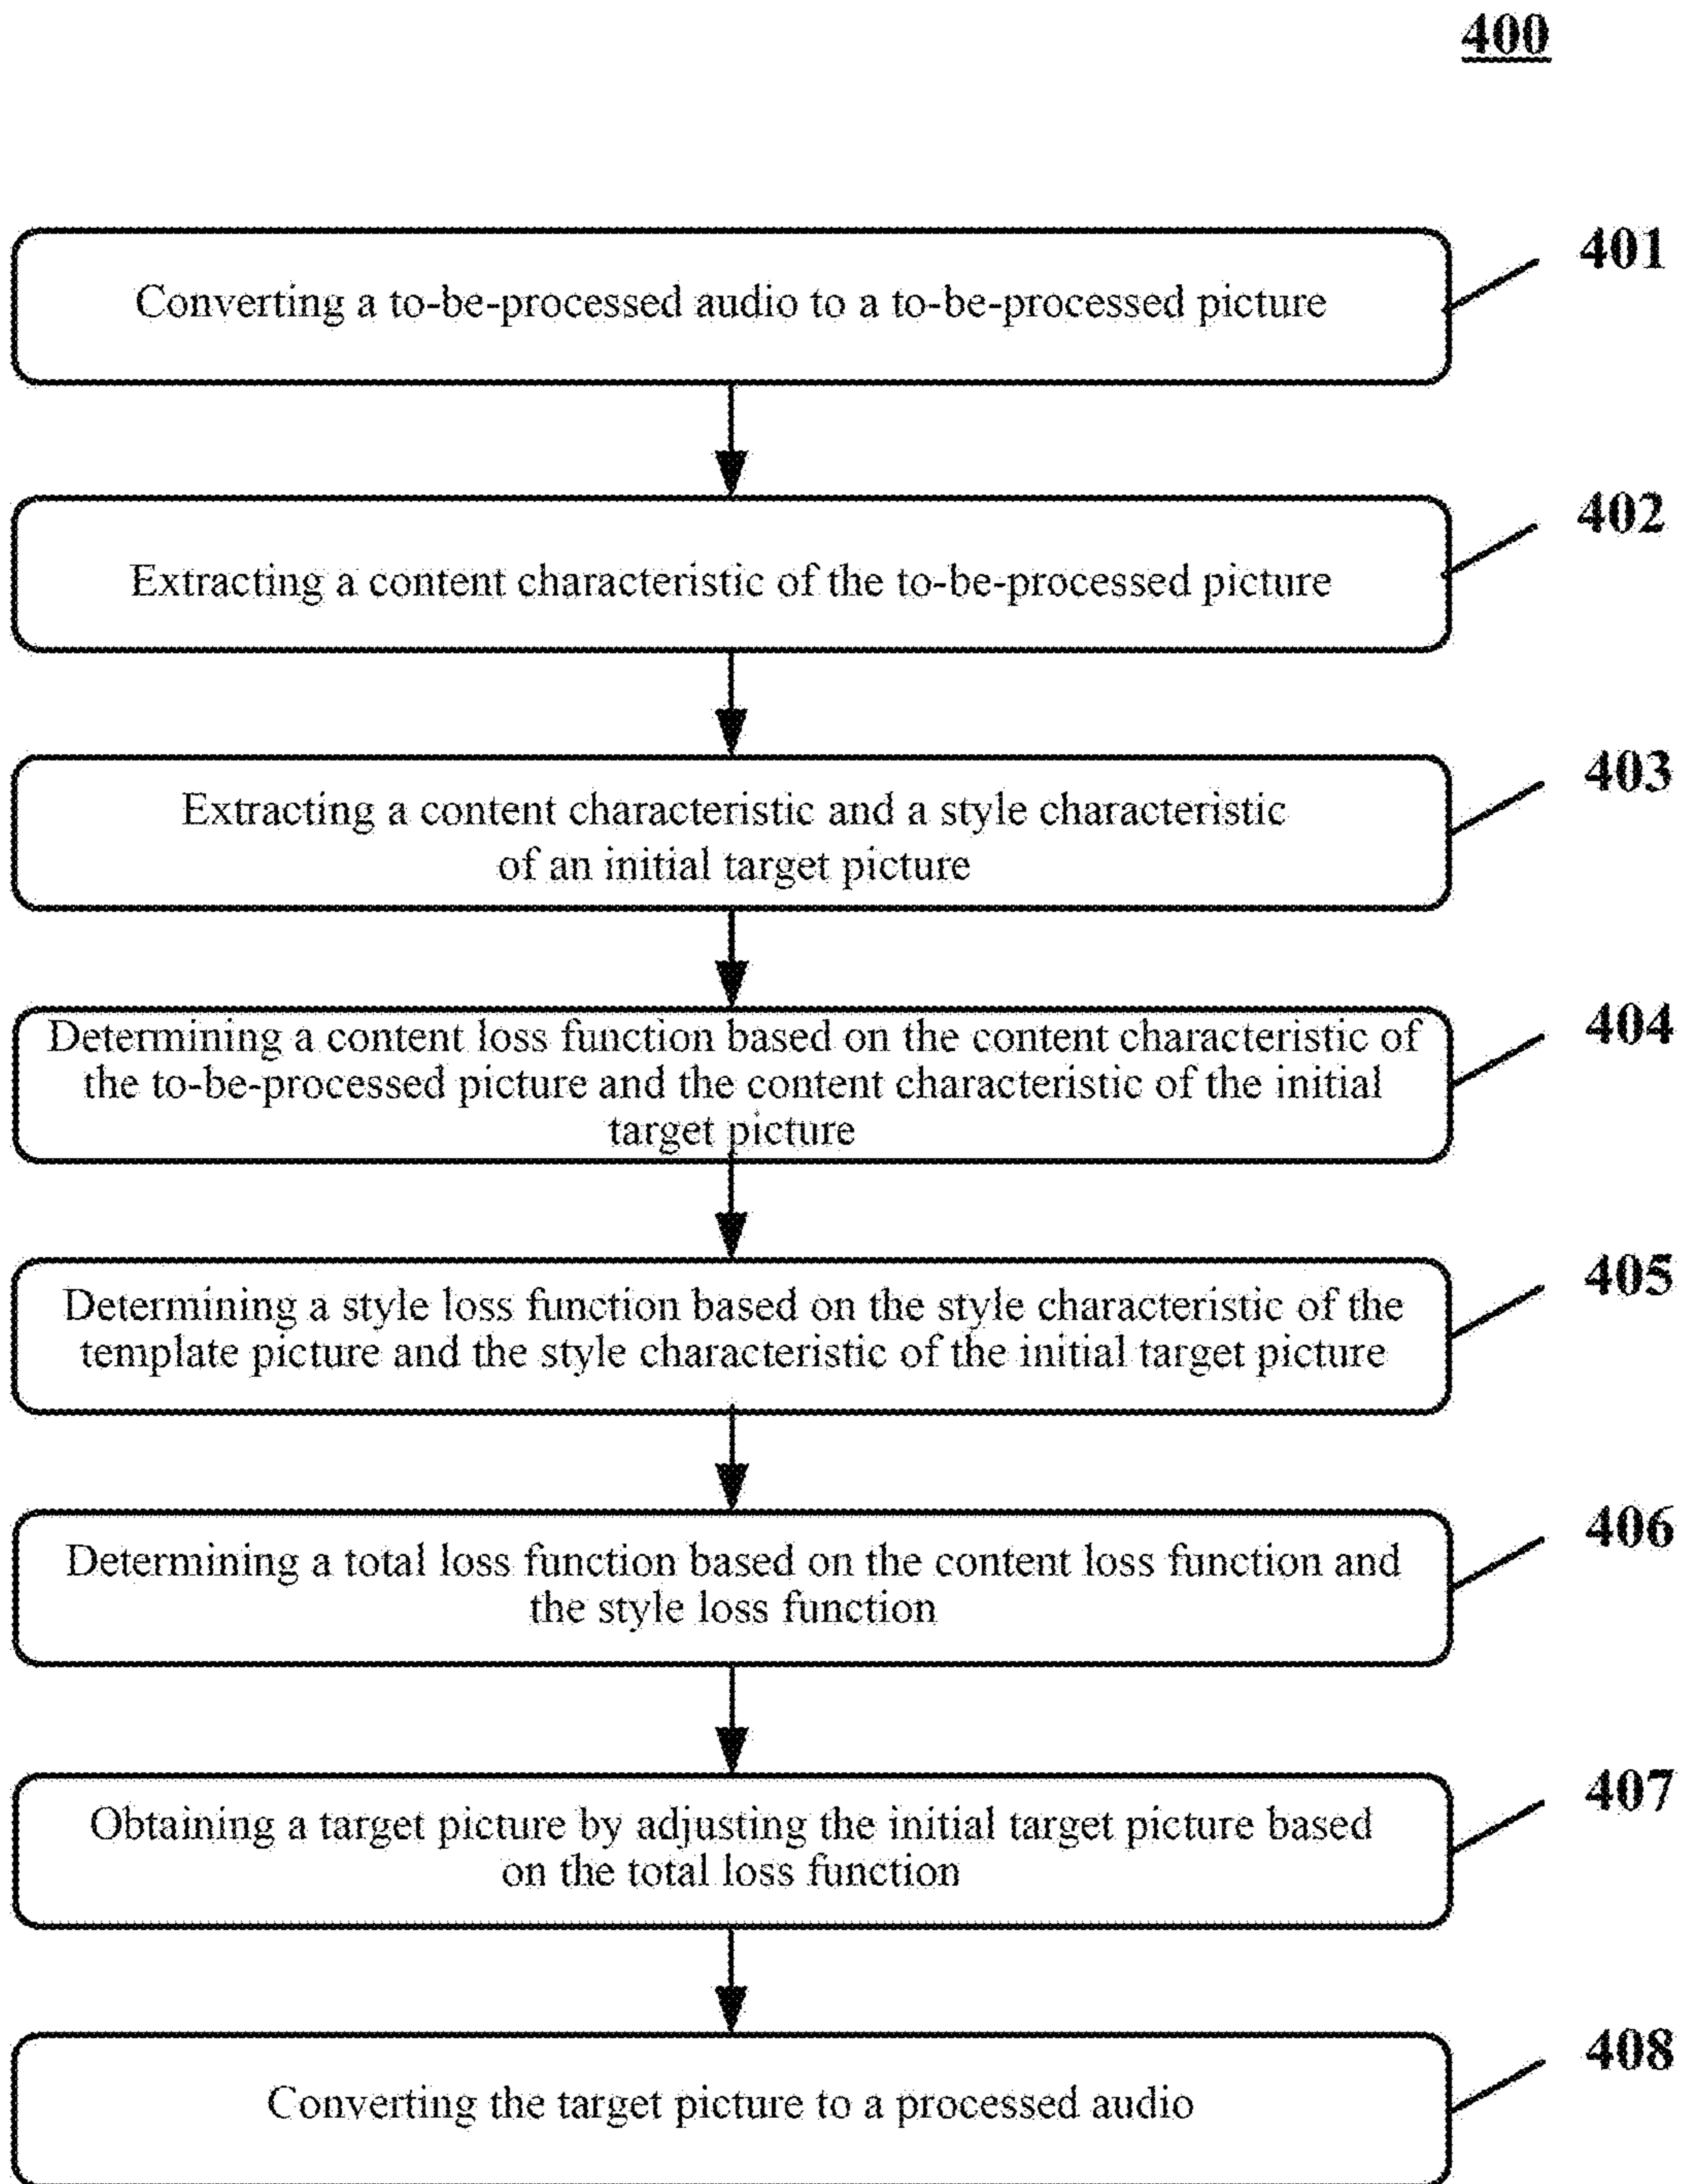 400
401
Converting a to-be-processed audio to a to-be-processed picture
402
Extracting a content characteristic of the to-be-processed picture
403
Extracting a content characteristic and a style characteristic
of an initial target picture
404
Determining a content loss function based on the content characteristic of
the to-be-processed picture and the content characteristic of the initial
target picture
405
Determining a style loss function based on the style characteristic of the
template picture and the style characteristic of the initial target picture
406
Determining a total loss function based on the content loss function and
the style loss function
407
Obtaining a target picture by adjusting the initial target picture based
on the total loss function
408
Converting the target picture to a processed audio